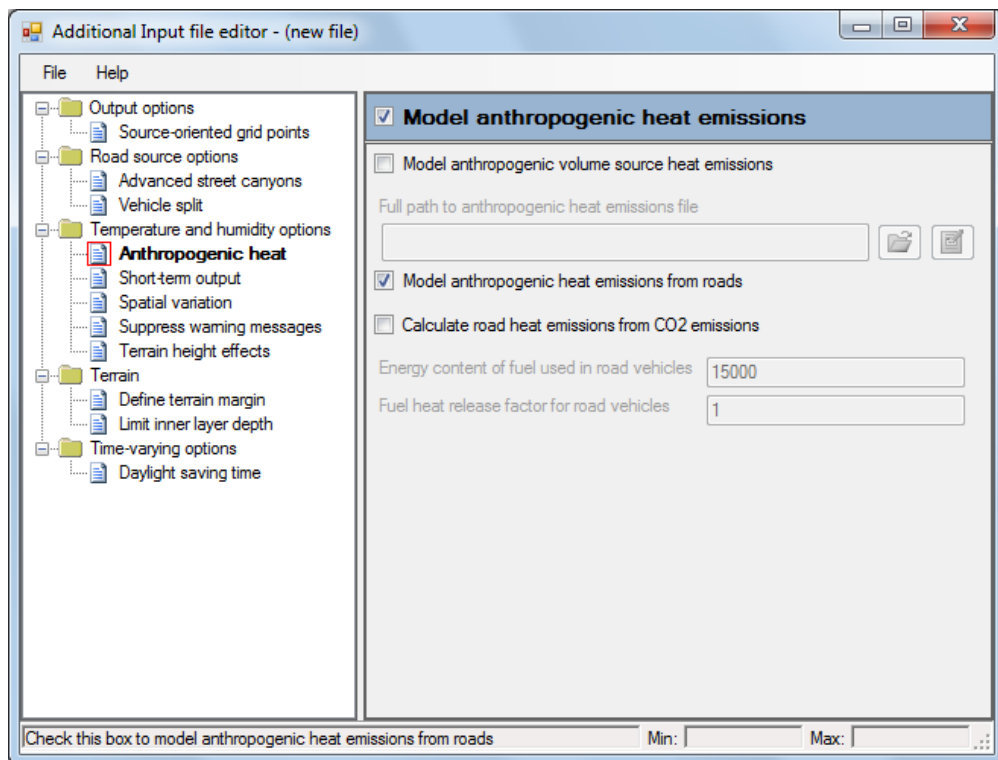 Additional Input file editor - (new file)
File Help
Output options
Source-oriented grid points
Road source options
Advanced street canyons
Vehicle split
Temperature and humidity options
Anthropogenic heat
Short-term output
Spatial variation
Suppress warning messages
Terrain height effects
Terrain
Define terrain margin
Limit inner layer depth
Time-varying options
Daylight saving time
Model anthropogenic heat emissions
Model anthropogenic volume source heat emissions
Full path to anthropogenic heat emissions file
Model anthropogenic heat emissions from roads
Calculate road heat emissions from CO2 emissions
Energy content of fuel used in road vehicles 15000
Fuel heat release factor for road vehicles 1
Check this box to model anthropogenic heat emissions from roads Min: Max: